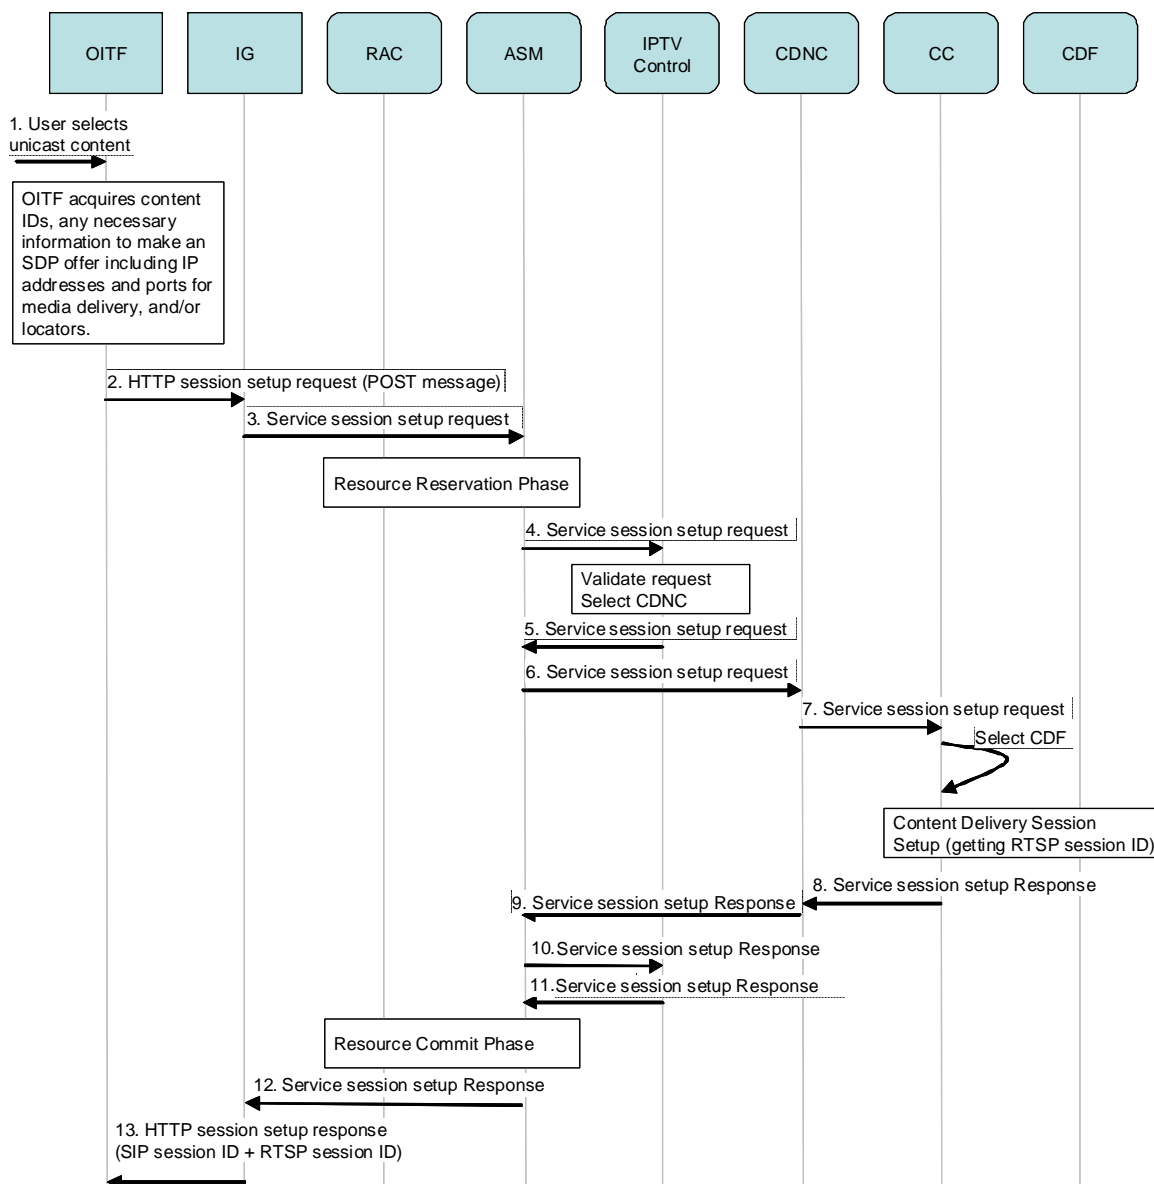 OITF
IG
RAC
ASM
IPTV
Control
CDNC
CC
CDF
1. User selects
unicast content
OITF acquires content
IDs, any necessary
information to make an
SDP offer including IP
addresses and ports for
media delivery, and/or
locators.
2. HTTP session setup request (POST message)
3. Service session setup request
Resource Reservation Phase
4. Service session setup request
Validate request
Select CDNC
5. Service session setup request
6. Service session setup request
7. Service session setup request
Select CDF
Content Delivery Session
Setup (getting RTSP session ID)
8. Service session setup Response
9. Service session setup Response
10.Service session setup Response
11.Service session setup Response
Resource Commit Phase
12. Service session setup Response
13. HTTP session setup response
(SIP session ID + RTSP session ID)